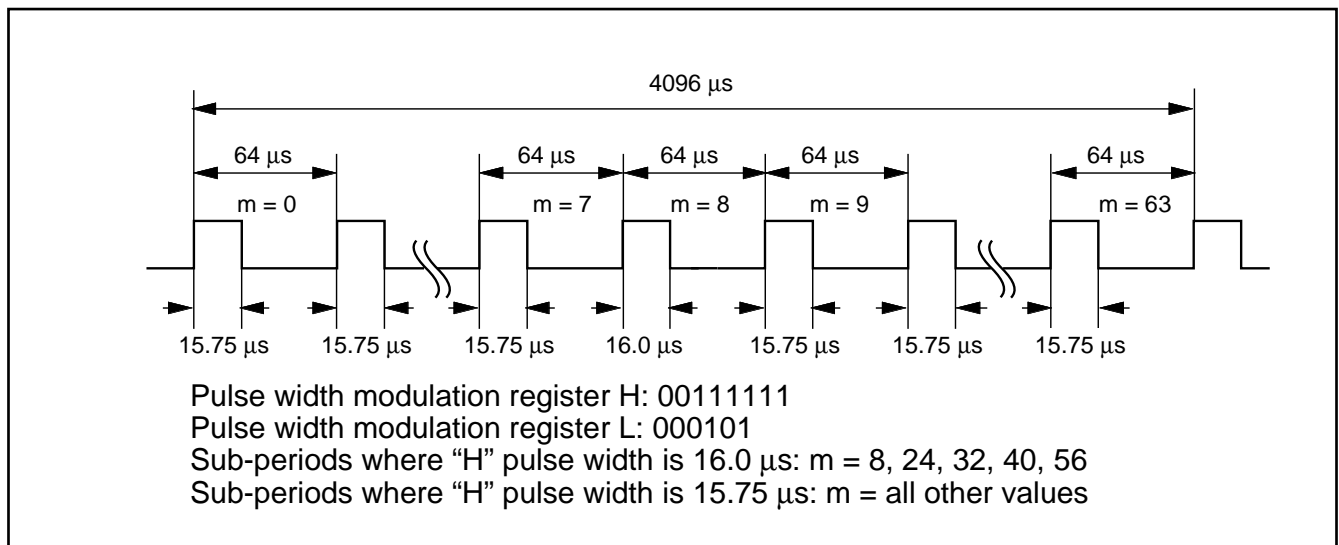 4096 μs
64 μs 64 μs 64 μs 64 μs 64 μs
m = 0 m = 7 m = 8 m = 9 m = 63
15.75 μs 15.75 μs 15.75 μs 16.0 μs 15.75 μs 15.75 μs 15.75 μs
Pulse width modulation register H: 00111111
Pulse width modulation register L: 000101
Sub-periods where “H” pulse width is 16.0 μs: m = 8, 24, 32, 40, 56
Sub-periods where “H” pulse width is 15.75 μs: m = all other values